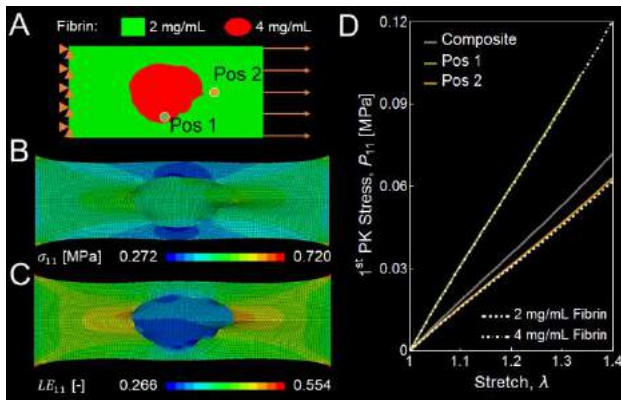 A
Fibrin:
2 mg/mL
4 mg/mL
Pos 2
Pos 1
B
σ11 [MPa]
0.272
0.720
C
LE11 [-]
0.266
0.554
D
0.12
0.09
0.06
0.03
0
1st PK Stress, P11 [MPa]
Composite
Pos 1
Pos 2
2 mg/mL Fibrin
4 mg/mL Fibrin
1
1.1
1.2
1.3
1.4
Stretch, λ